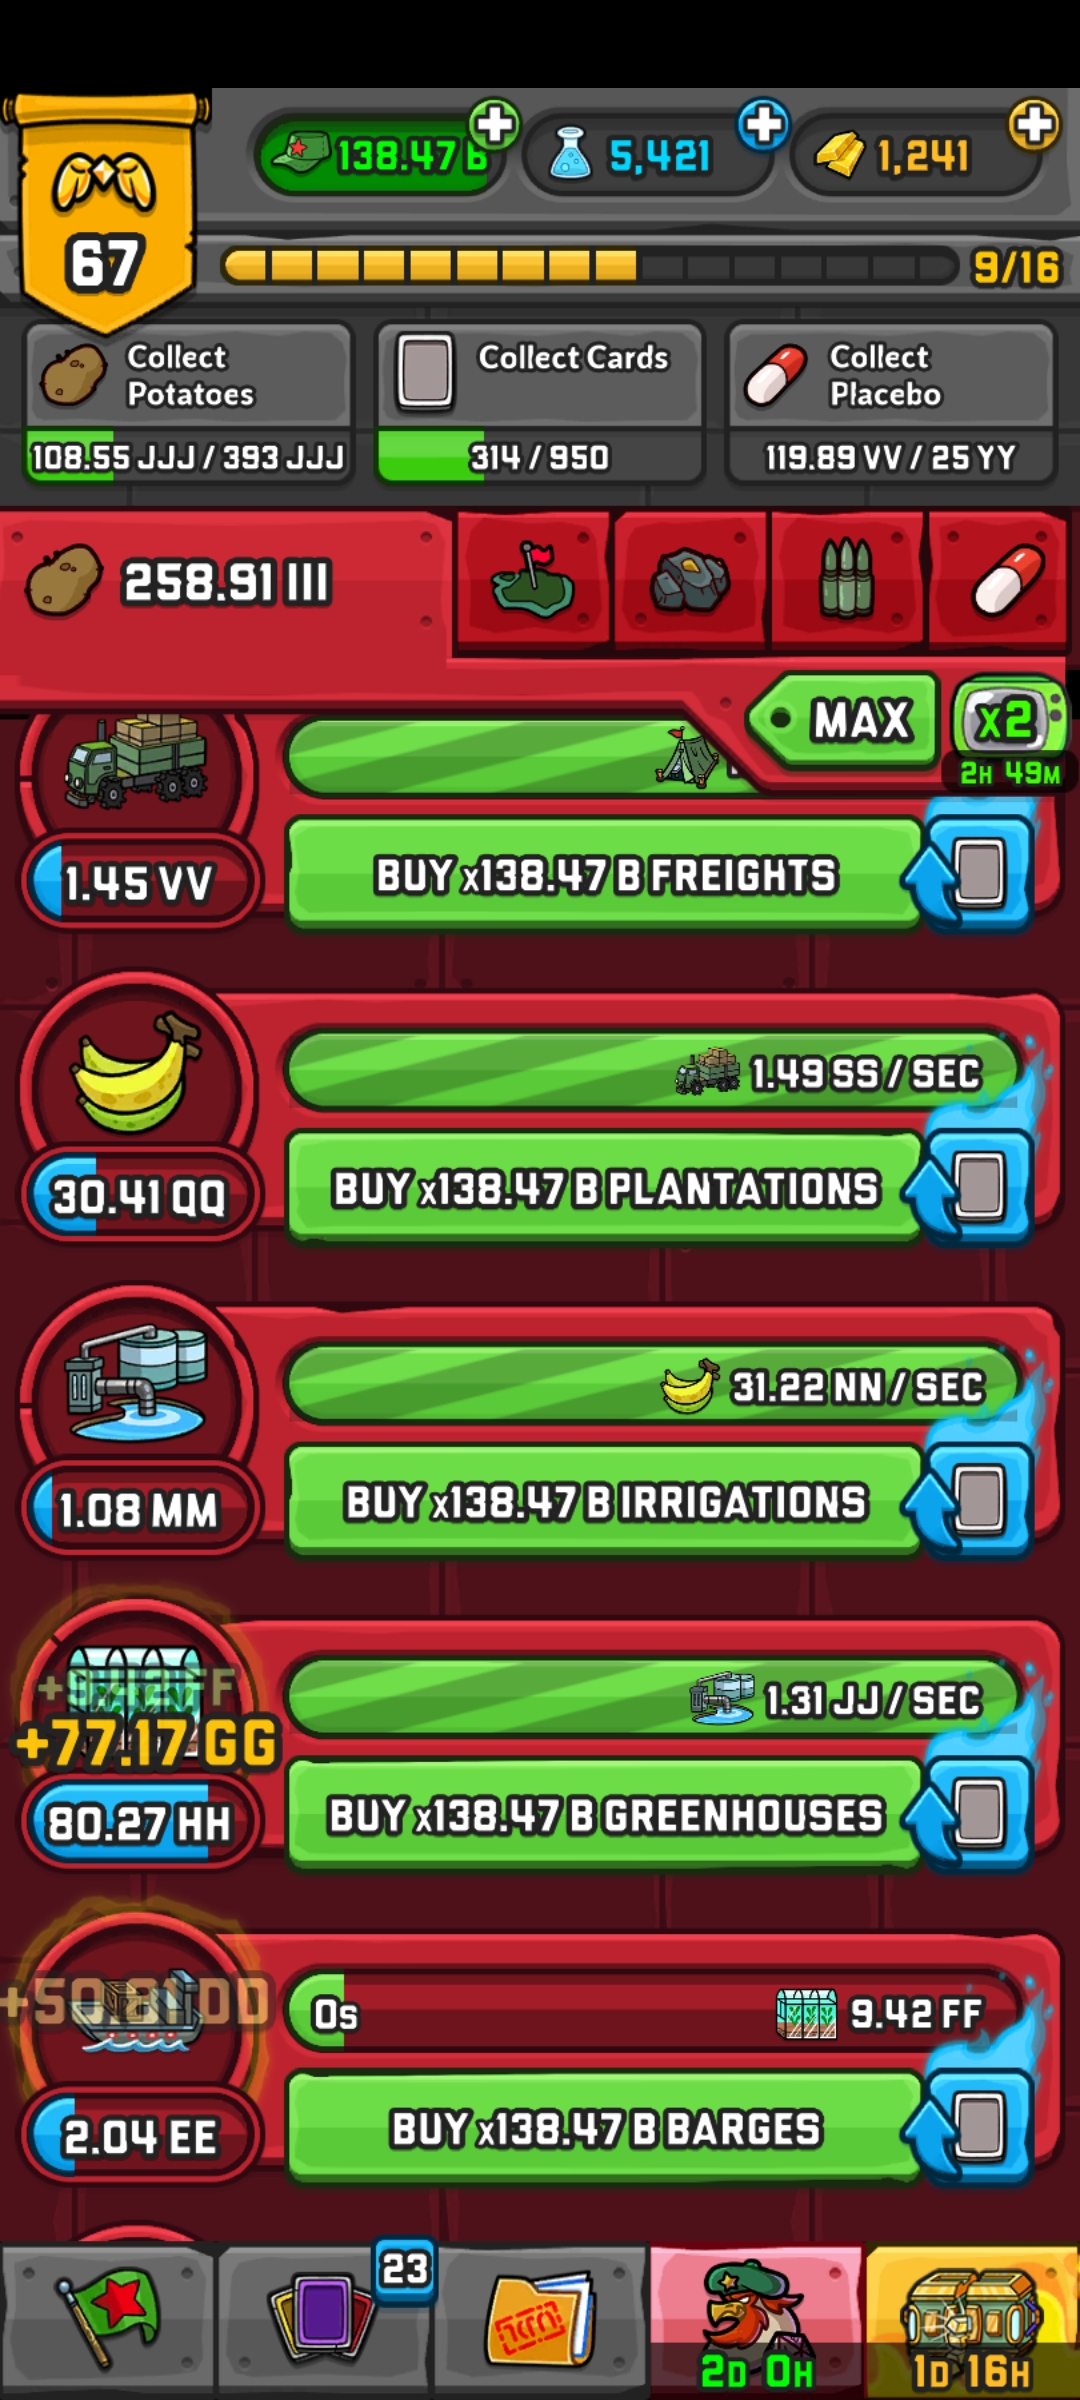 138.47 B
5,421
1,241
67
9/16
Collect
Potatoes
108.55 JJJ / 393 JJJ
Collect Cards
314 / 950
Collect
Placebo
119.89 VV / 25 YY
258.91 III
MAX
x2
2H 49M
1.45 VV
BUY x138.47 B FREIGHTS
1.49 SS / SEC
30.41 QQ
BUY x138.47 B PLANTATIONS
31.22 NN / SEC
1.08 MM
BUY x138.47 B IRRIGATIONS
1.31 JJ / SEC
+9.42 FF
+77.17 GG
80.27 HH
BUY x138.47 B GREENHOUSES
0s
9.42 FF
2.04 EE
BUY x138.47 B BARGES
23
2D 0H
1D 16H